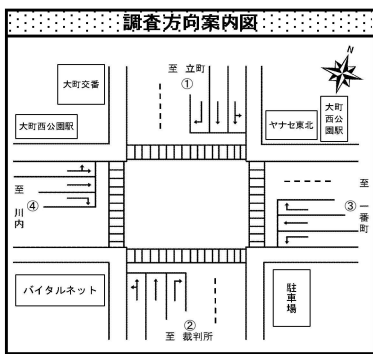 調査方向案内図
N
至 立町
①
大町交番
大町西公園駅
ヤナセ東北
大町西公園駅
至 川内
④
至 一番町
③
バイタルネット
②
至 裁判所
駐車場